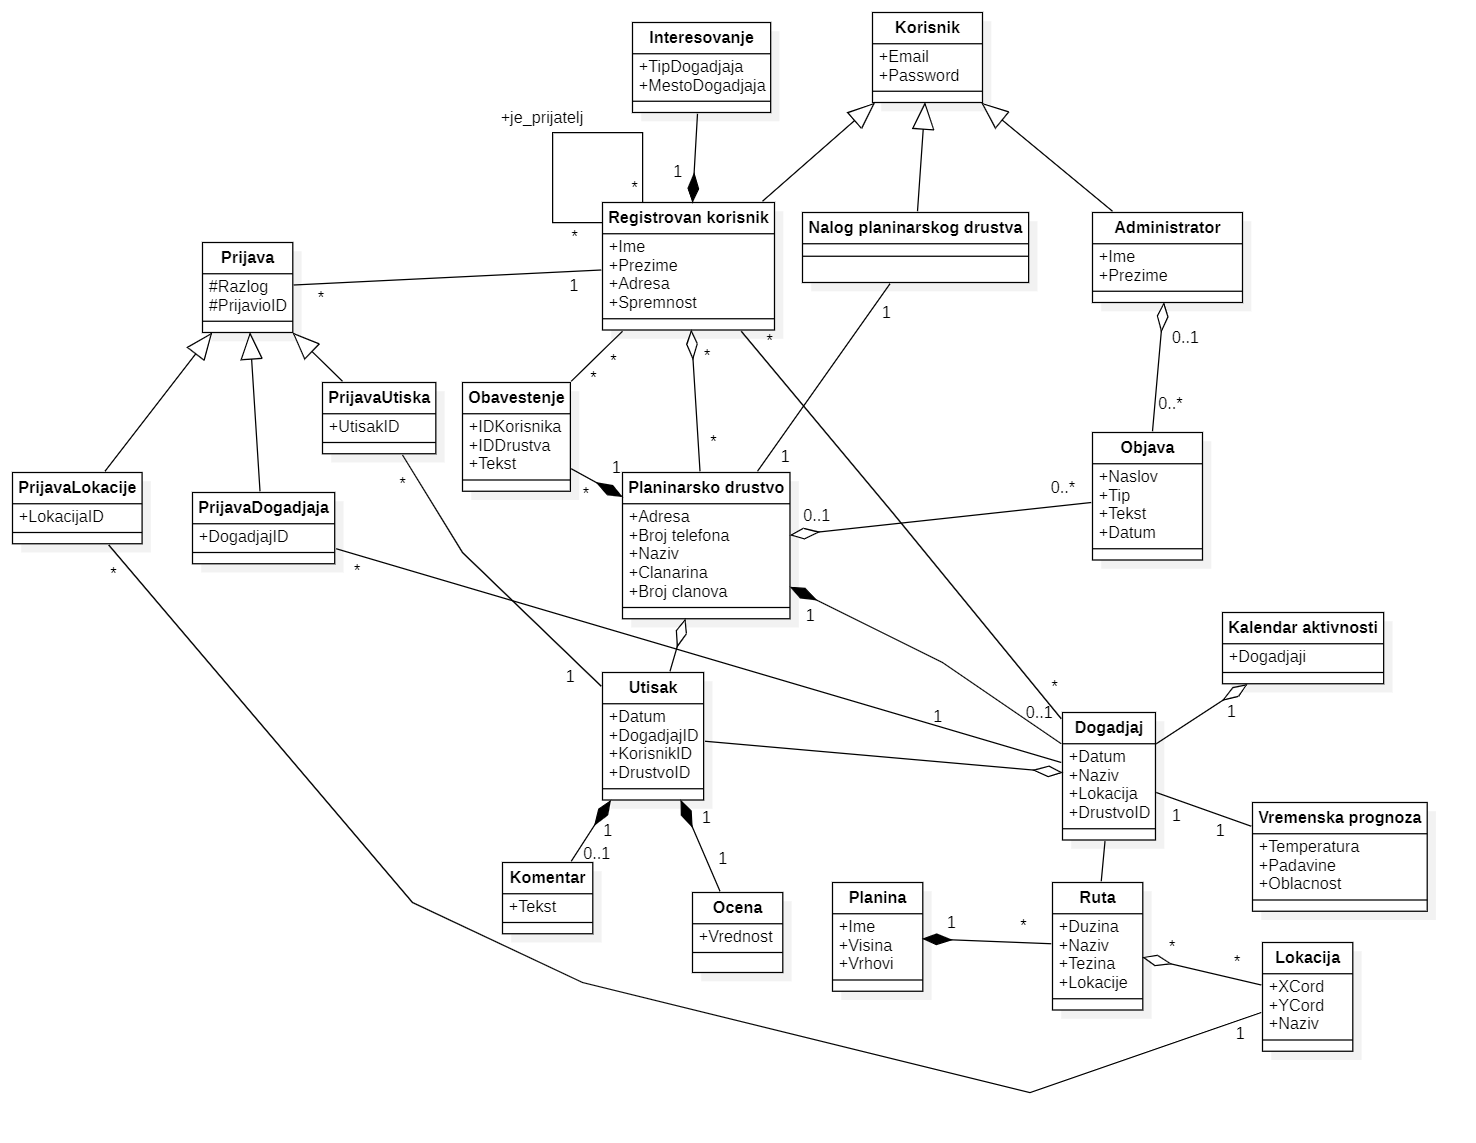 Interesovanje
+TipDogadjaja
+MestoDogadjaja
Korisnik
+Email
+Password
+je_prijatelj
*
*
1
Registrovan korisnik
+Ime
+Prezime
+Adresa
+Spremnost
Nalog planinarskog drustva
Administrator
+Ime
+Prezime
Prijava
#Razlog
#PrijavioID
*
1
1
0..1
0..*
*
*
*
*
*
PrijavaUtiska
+UtisakID
*
Obavestenje
+IDKorisnika
+IDDrustva
+Tekst
1
*
1
Objava
+Naslov
+Tip
+Tekst
+Datum
0..*
0..1
PrijavaLokacije
+LokacijaID
*
PrijavaDogadjaja
+DogadjajID
*
Planinarsko drustvo
+Adresa
+Broj telefona
+Naziv
+Clanarina
+Broj clanova
1
Kalendar aktivnosti
+Dogadjaji
1
1
Utisak
+Datum
+DogadjajID
+KorisnikID
+DrustvoID
1
*
0..1
Dogadjaj
+Datum
+Naziv
+Lokacija
+DrustvoID
1
1
Vremenska prognoza
+Temperatura
+Padavine
+Oblacnost
1
0..1
1
1
Komentar
+Tekst
Ocena
+Vrednost
Planina
+Ime
+Visina
+Vrhovi
1
*
Ruta
+Duzina
+Naziv
+Tezina
+Lokacije
*
*
Lokacija
+XCord
+YCord
+Naziv
1